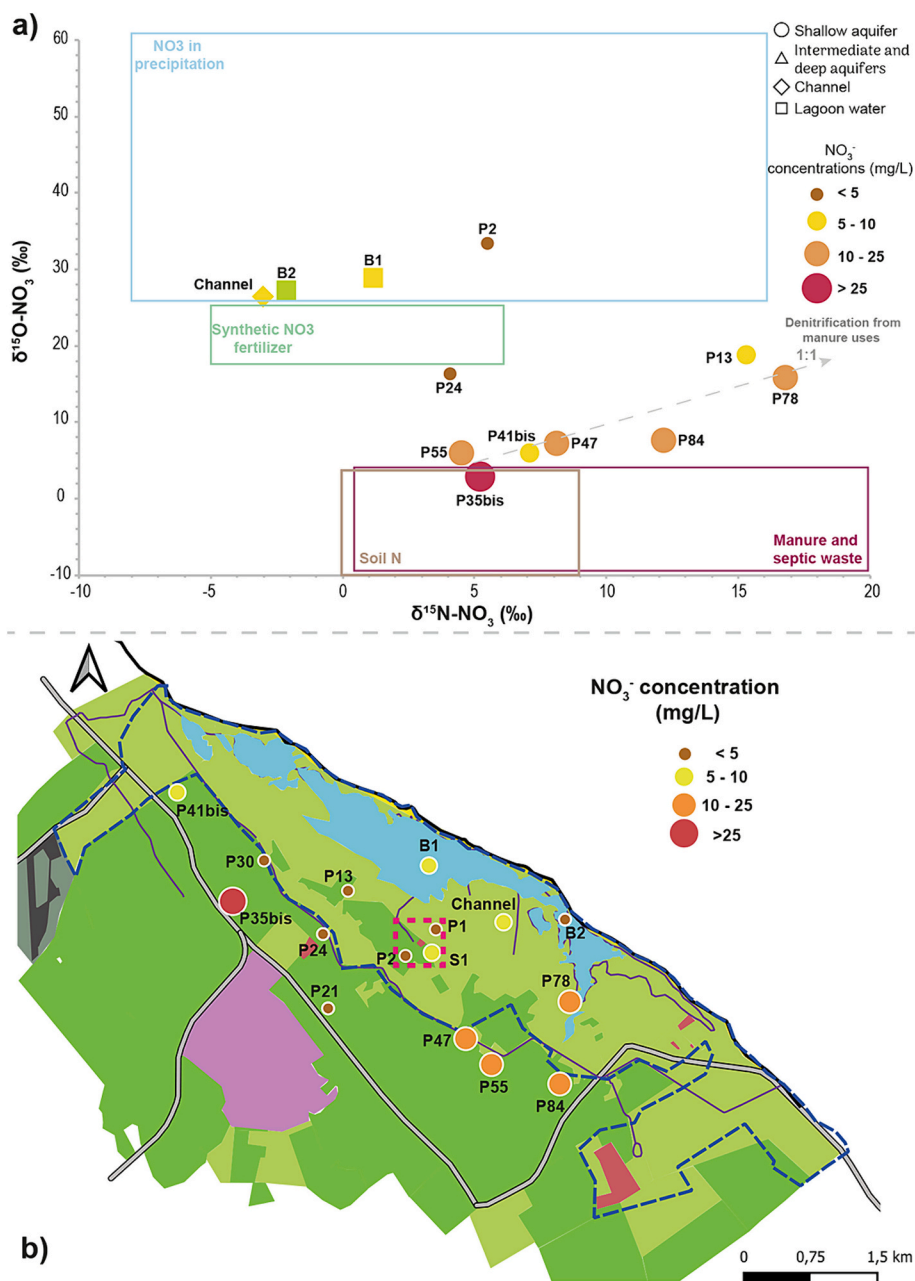 a)
60
50
40
30
20
10
0
-10
-10
-5
0
5
10
15
20
δ¹⁸O-NO₃ (‰)
δ¹⁵N-NO₃ (‰)
NO3 in
precipitation
Shallow aquifer
Intermediate and
deep aquifers
Channel
Lagoon water
NO₃⁻
concentrations (mg/L)
< 5
5 - 10
10 - 25
> 25
P2
B1
B2
Channel
Synthetic NO3
fertilizer
Denitrification from
manure uses
1:1
P13
P78
P24
P41bis
P47
P84
P55
P35bis
Soil N
Manure and
septic waste
NO₃⁻ concentration
(mg/L)
< 5
5 - 10
10 - 25
>25
P41bis
B1
P30
P13
Channel
P35bis
P1
B2
P24
P2
S1
P78
P21
P47
P55
P84
b)
0
0,75
1,5 km